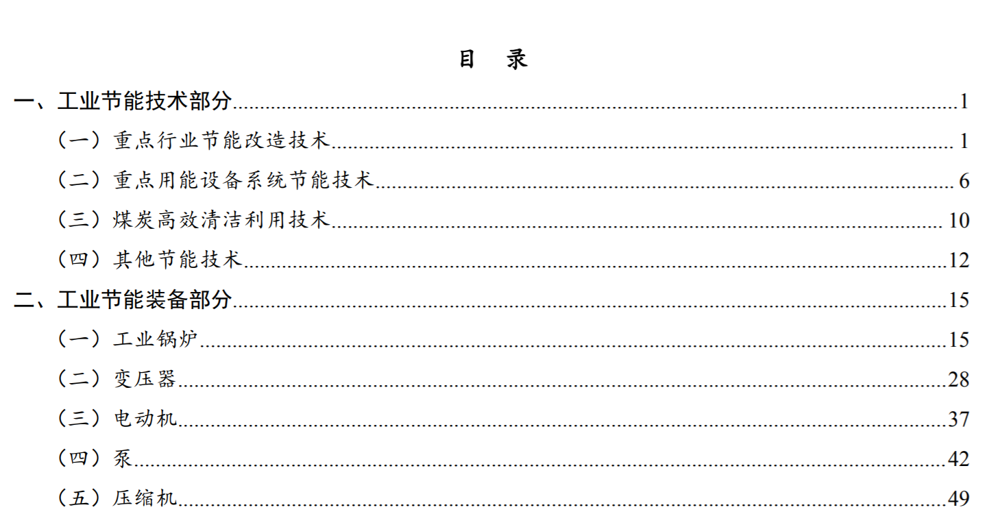 目 录
一、工业节能技术部分........................................1
（一）重点行业节能改造技术........................................1
（二）重点用能设备系统节能技术........................................6
（三）煤炭高效清洁利用技术........................................10
（四）其他节能技术........................................12
二、工业节能装备部分........................................15
（一）工业锅炉........................................15
（二）变压器........................................28
（三）电动机........................................37
（四）泵........................................42
（五）压缩机........................................49